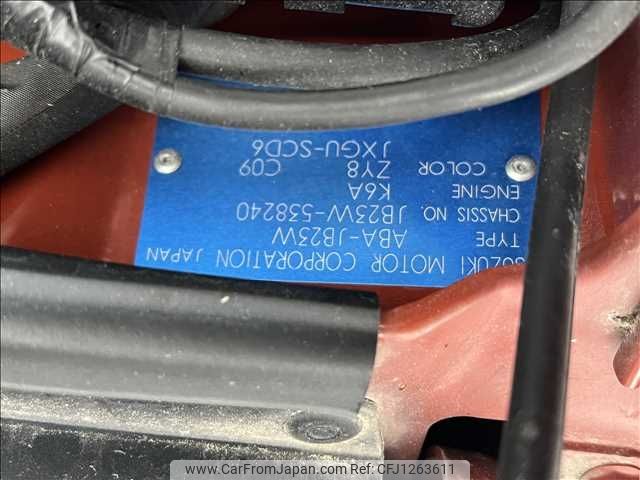 SUZUKI MOTOR CORPORATION JAPAN
TYPE ABA-JB23W
CHASSIS NO. JB23W-538240
ENGINE K6A
COLOR ZY8 C09
JXGU-SCD6
www.CarFromJapan.com CFJ1263611